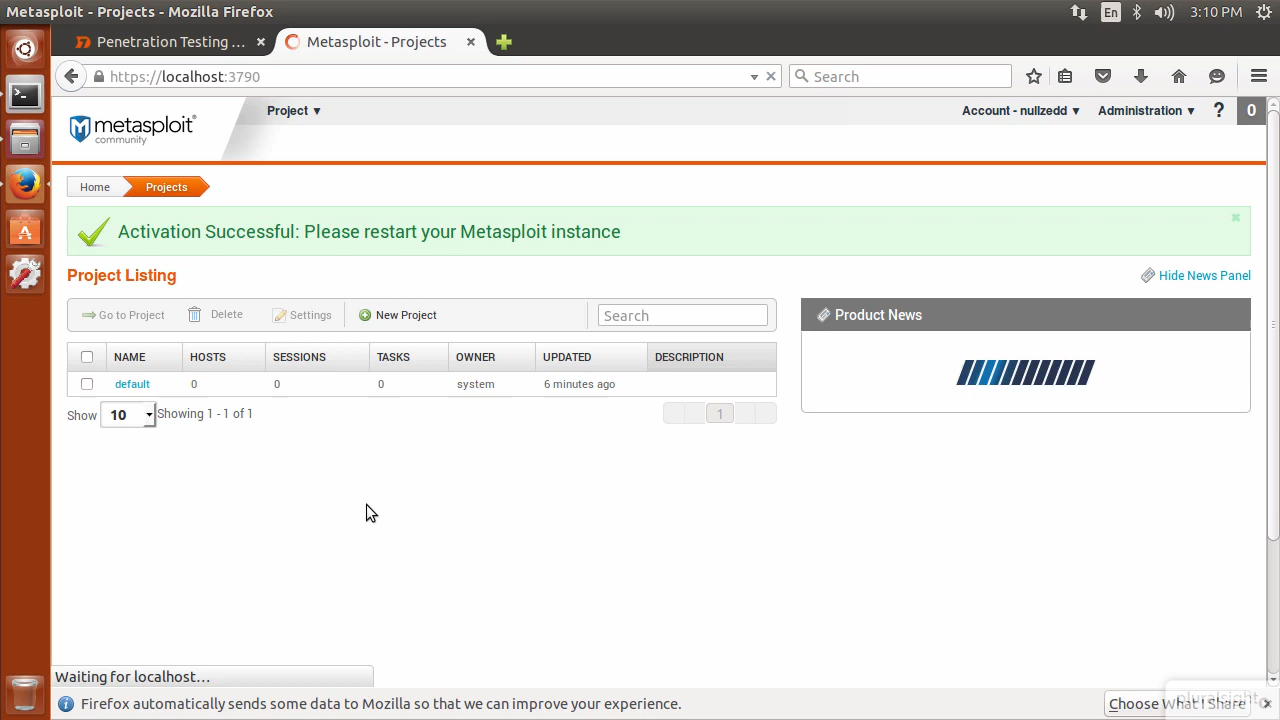 Metasploit - Projects - Mozilla Firefox
En
3:10 PM
Penetration Testing ...
Metasploit - Projects
https://localhost:3790
Search
metasploit®
community
Project ▼
Account - nullzedd ▼
Administration ▼
?
0
Home
Projects
Activation Successful: Please restart your Metasploit instance
Project Listing
Hide News Panel
Go to Project
Delete
Settings
New Project
Search
Product News
NAME HOSTS SESSIONS TASKS OWNER UPDATED DESCRIPTION
default 0 0 0 system 6 minutes ago
Show 10 Showing 1 - 1 of 1
1
Waiting for localhost...
Firefox automatically sends some data to Mozilla so that we can improve your experience.
Choose What I Share
pluralsight